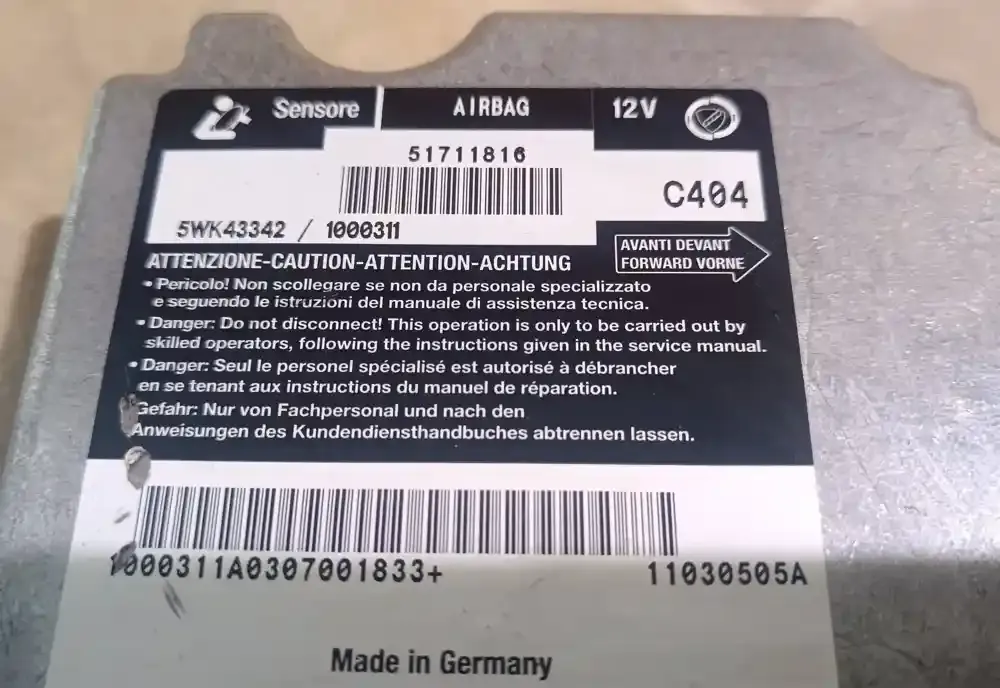 Sensore AIRBAG 12V
51711816
C404
5WK43342 / 1000311
AVANTI DEVANT
FORWARD VORNE
ATTENZIONE-CAUTION-ATTENTION-ACHTUNG
• Pericolo! Non scollegare se non da personale specializzato
e seguendo le istruzioni del manuale di assistenza tecnica.
• Danger: Do not disconnect! This operation is only to be carried out by
skilled operators, following the instructions given in the service manual.
• Danger: Seul le personel spécialisé est autorisé à débrancher
en se tenant aux instructions du manuel de réparation.
Gefahr: Nur von Fachpersonal und nach den
Anweisungen des Kundendiensthandbuches abtrennen lassen.
1000311A0307001833+ 11030505A
Made in Germany